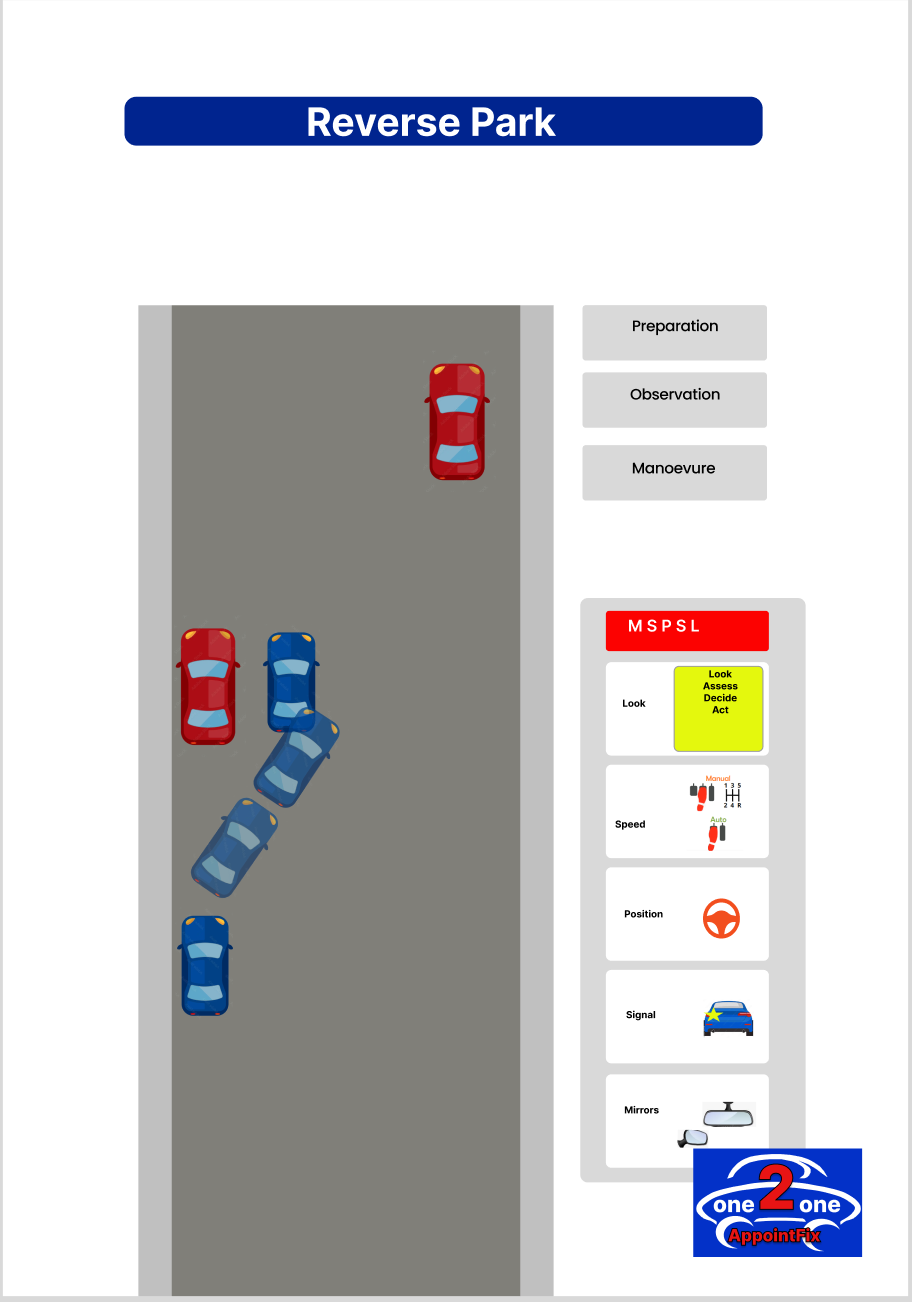 Reverse Park
Preparation
Observation
Manoevure
M S P S L
Look
Look
Assess
Decide
Act
Manual
1 3 5
2 4 R
Auto
Speed
Position
Signal
Mirrors
one 2 one
AppointFix